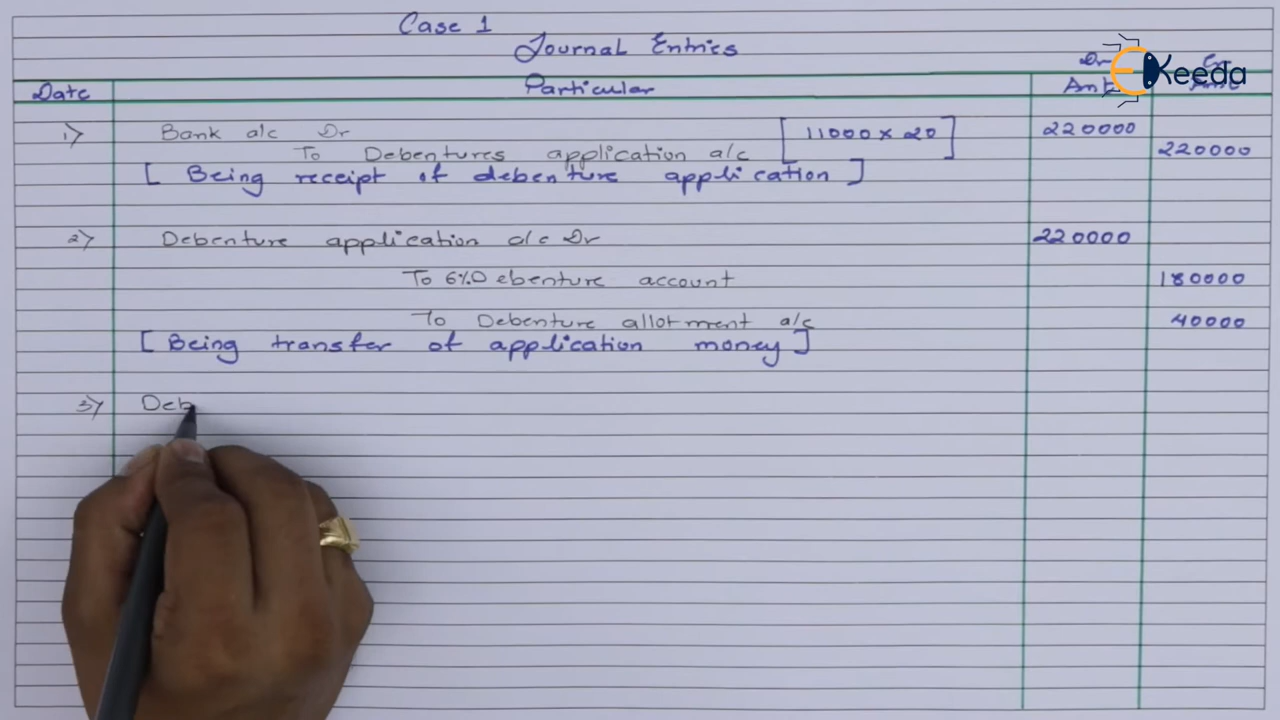 Case 1
Journal Entries
Dr
Ekeeda
Date Particular Amt Amt
1) Bank a/c Dr [11000 x 20] 220000
To Debentures application a/c 220000
[Being receipt of debenture application]
2) Debenture application a/c Dr 220000
To 6% Debenture account 180000
To Debenture allotment a/c 40000
[Being transfer of application money]
3) Deb